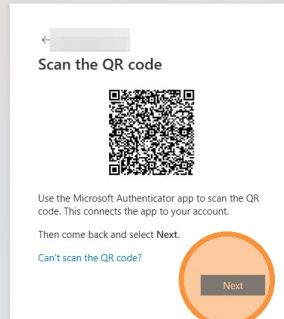 Scan the QR code
Use the Microsoft Authenticator app to scan the QR
code. This connects the app to your account.
Then come back and select Next.
Can't scan the QR code?
Next